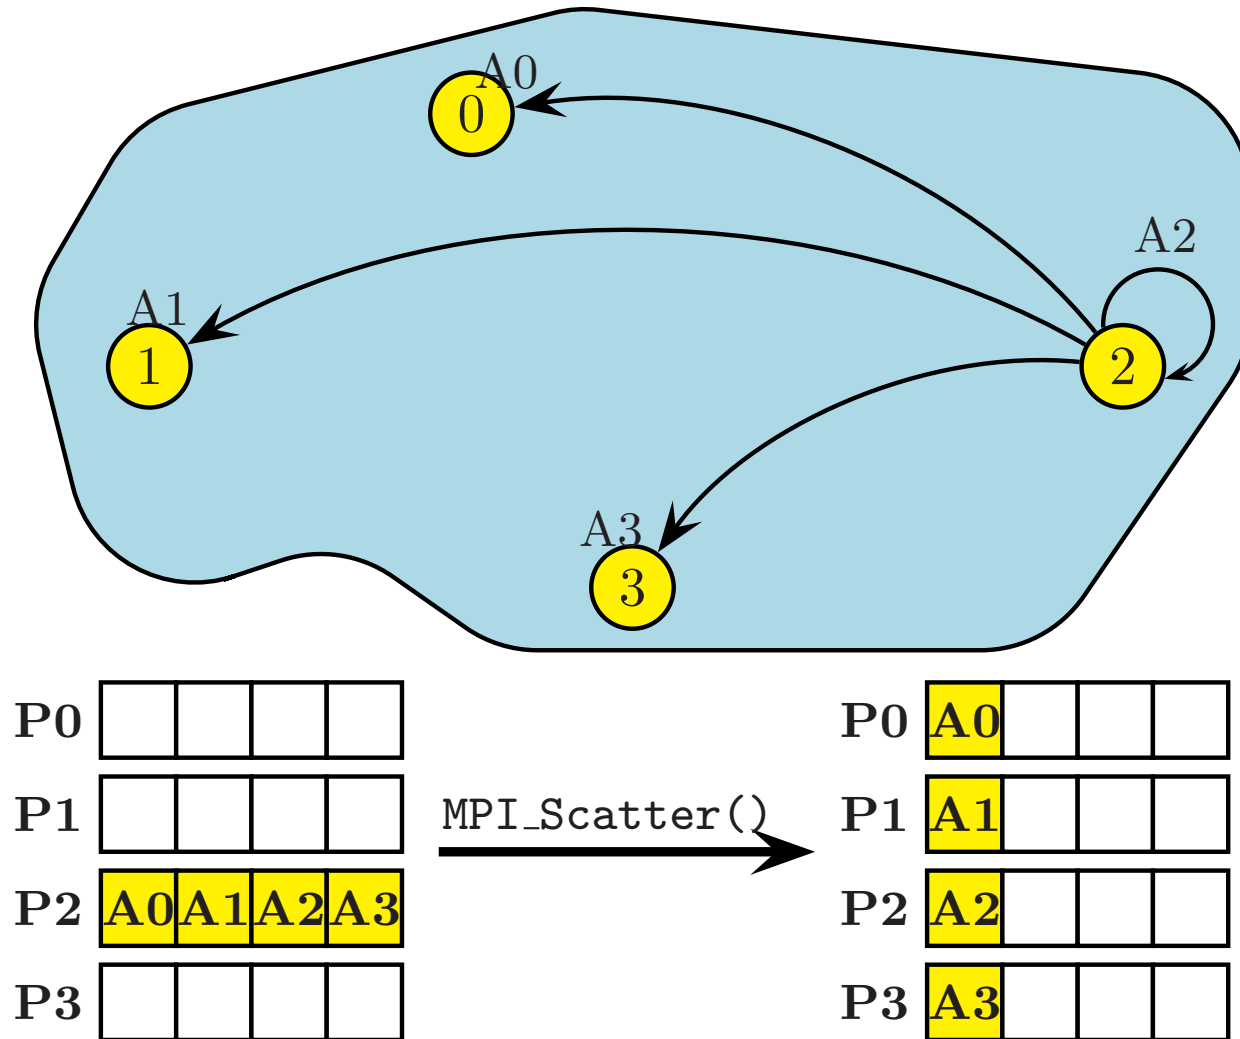 A0
0
A2
A1
1
2
A3
3
P0
P0 A0
P1
MPI_Scatter()
P1 A1
P2 A0 A1 A2 A3
P2 A2
P3
P3 A3